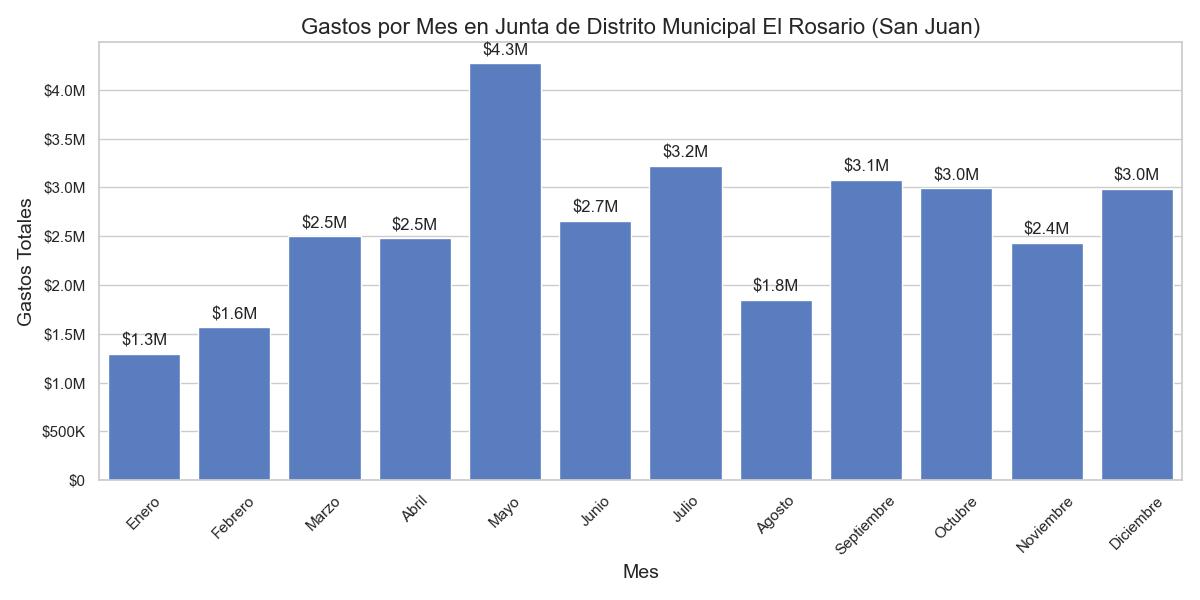 Gastos por Mes en Junta de Distrito Municipal El Rosario (San Juan)
Gastos Totales
$4.0M
$3.5M
$3.0M
$2.5M
$2.0M
$1.5M
$1.0M
$500K
$0
$1.3M
$1.6M
$2.5M
$2.5M
$4.3M
$2.7M
$3.2M
$1.8M
$3.1M
$3.0M
$2.4M
$3.0M
Enero
Febrero
Marzo
Abril
Mayo
Junio
Julio
Agosto
Septiembre
Octubre
Noviembre
Diciembre
Mes